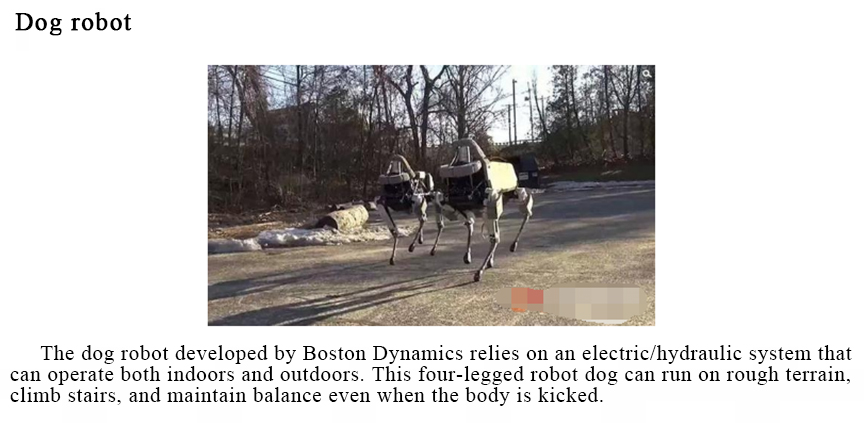 Dog robot
The dog robot developed by Boston Dynamics relies on an electric/hydraulic system that
can operate both indoors and outdoors. This four-legged robot dog can run on rough terrain,
climb stairs, and maintain balance even when the body is kicked.